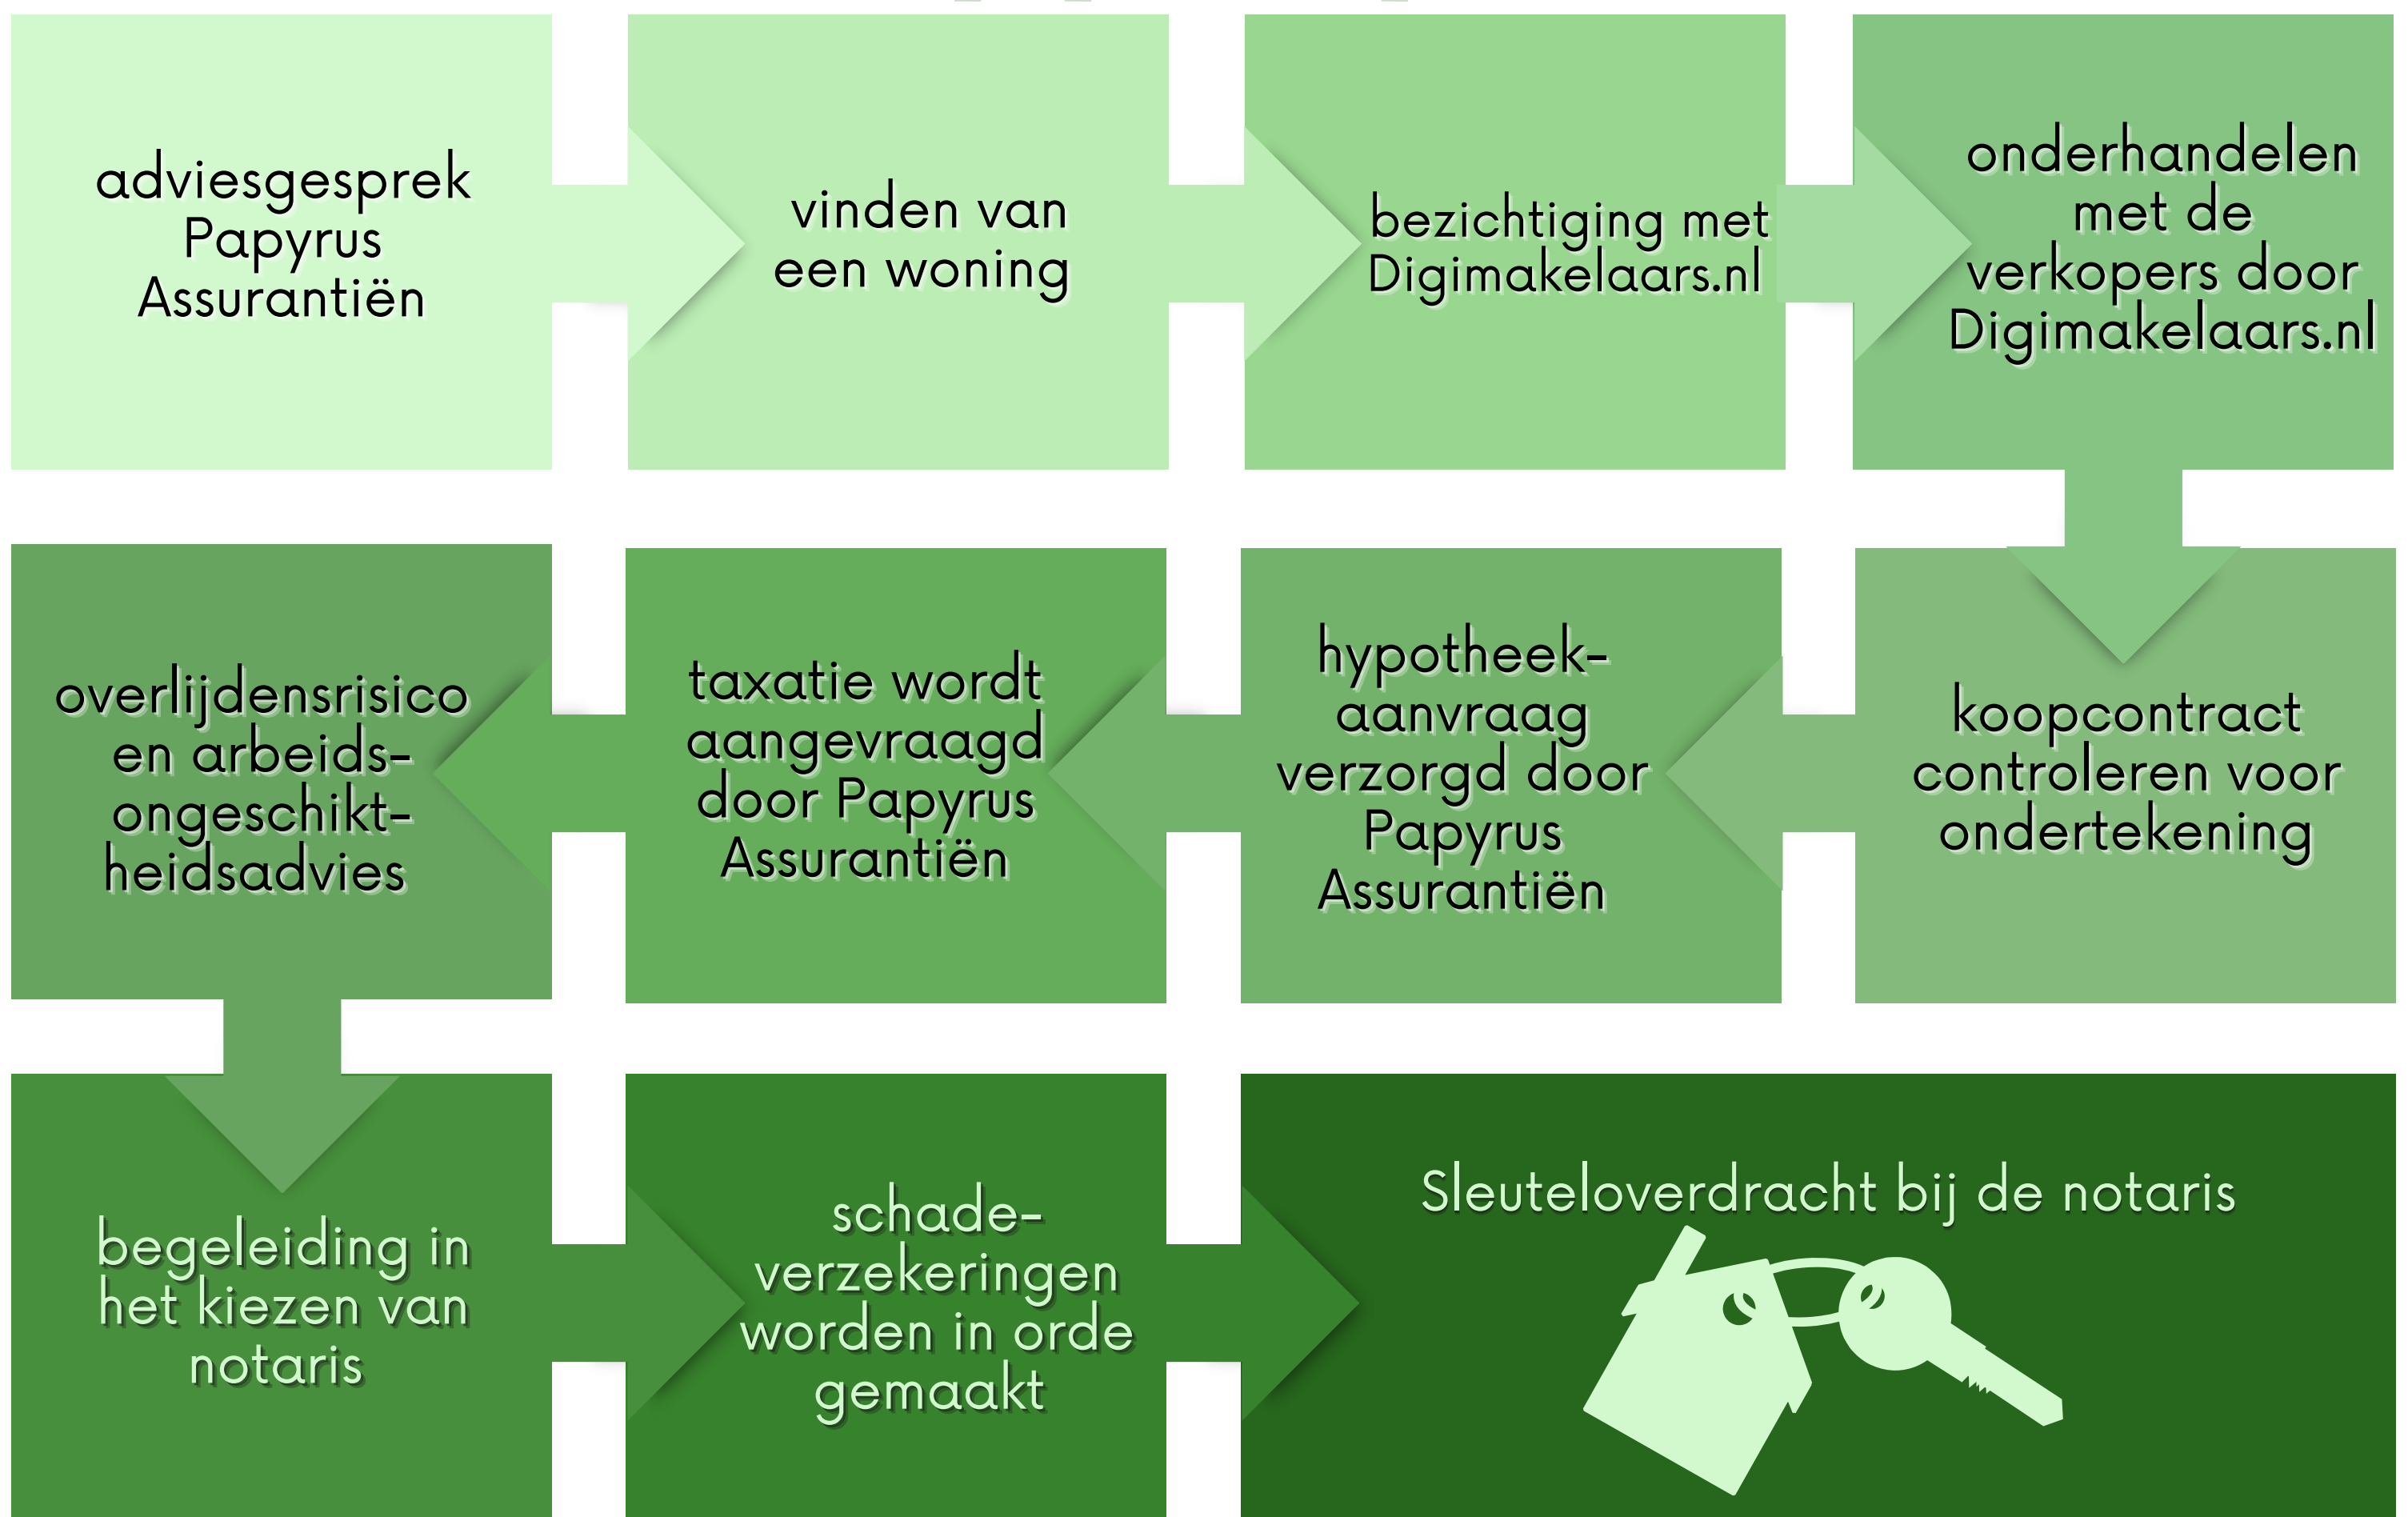 adviesgesprek
Papyrus
Assurantiën
vinden van
een woning
bezichtiging met
Digimakelaars.nl
onderhandelen
met de
verkopers door
Digimakelaars.nl
koopcontract
controleren voor
ondertekening
hypotheek-
aanvraag
verzorgd door
Papyrus
Assurantiën
taxatie wordt
aangevraagd
door Papyrus
Assurantiën
overlijdensrisico
en arbeids-
ongeschikt-
heidsadvies
begeleiding in
het kiezen van
notaris
schade-
verzekeringen
worden in orde
gemaakt
Sleuteloverdracht bij de notaris